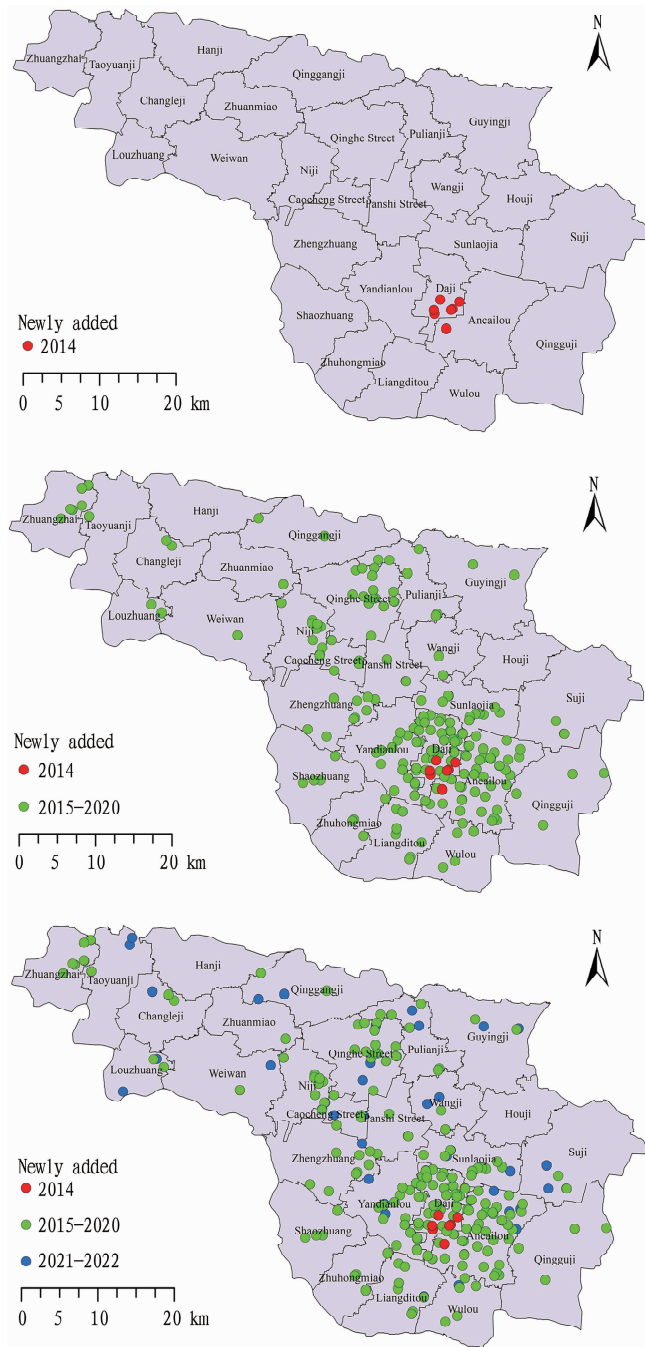 N
Hanji
Zhuangzhai
Taoyuanji
Qinggangji
Changleji
Zhuanmiao
Guyingji
Qinghe Street
Pulianji
Louzhuang
Weiwan
Niji
Wangji
Caocheng Street
Panshi Street
Houji
Zhengzhuang
Sunlaojia
Suji
Yandianlou
Daji
Shaozhuang
Ancailou
Qingguji
Zhuhongmiao
Liangditou
Wulou
Newly added
2014
0 5 10 20 km
N
Hanji
Zhuangzhai
Taoyuanji
Qinggangji
Changleji
Zhuanmiao
Guyingji
Qinghe Street
Pulianji
Louzhuang
Weiwan
Niji
Wangji
Caocheng Street
Panshi Street
Houji
Zhengzhuang
Sunlaojia
Suji
Yandianlou
Daji
Shaozhuang
Ancailou
Qingguji
Zhuhongmiao
Liangditou
Wulou
Newly added
2014
2015-2020
0 5 10 20 km
N
Hanji
Zhuangzhai
Taoyuanji
Qinggangji
Changleji
Zhuanmiao
Guyingji
Qinghe Street
Pulianji
Louzhuang
Weiwan
Niji
Wangji
Caocheng Street
Panshi Street
Houji
Zhengzhuang
Sunlaojia
Suji
Yandianlou
Daji
Shaozhuang
Ancailou
Qingguji
Zhuhongmiao
Liangditou
Wulou
Newly added
2014
2015-2020
2021-2022
0 5 10 20 km